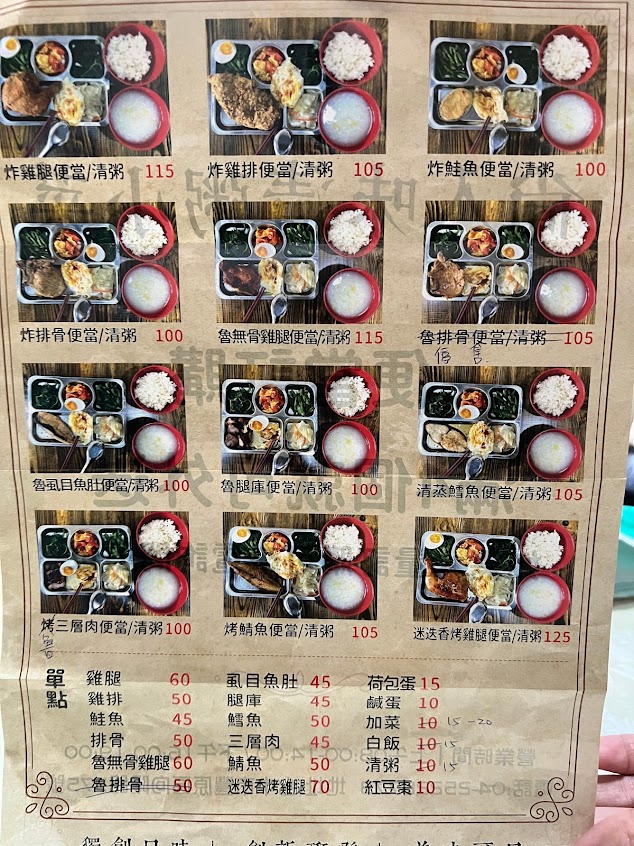 炸雞腿便當/清粥 115
炸雞排便當/清粥 105
炸鮭魚便當/清粥 100
炸排骨便當/清粥 100
魯無骨雞腿便當/清粥 115
魯排骨便當/清粥 105
停售
魯虱目魚肚便當/清粥 100
魯腿庫便當/清粥 100
清蒸鱈魚便當/清粥 105
烤三層肉便當/清粥 100
魯
烤鯖魚便當/清粥 105
迷迭香烤雞腿便當/清粥 125
單點
雞腿 60
雞排 50
鮭魚 45
排骨 50
魯無骨雞腿 60
魯排骨 50
虱目魚肚 45
腿庫 45
鱈魚 50
三層肉 45
鯖魚 50
迷迭香烤雞腿 70
荷包蛋 15
鹹蛋 10
加菜 10 15-20
白飯 10 15
清粥 10 15
紅豆棗 10